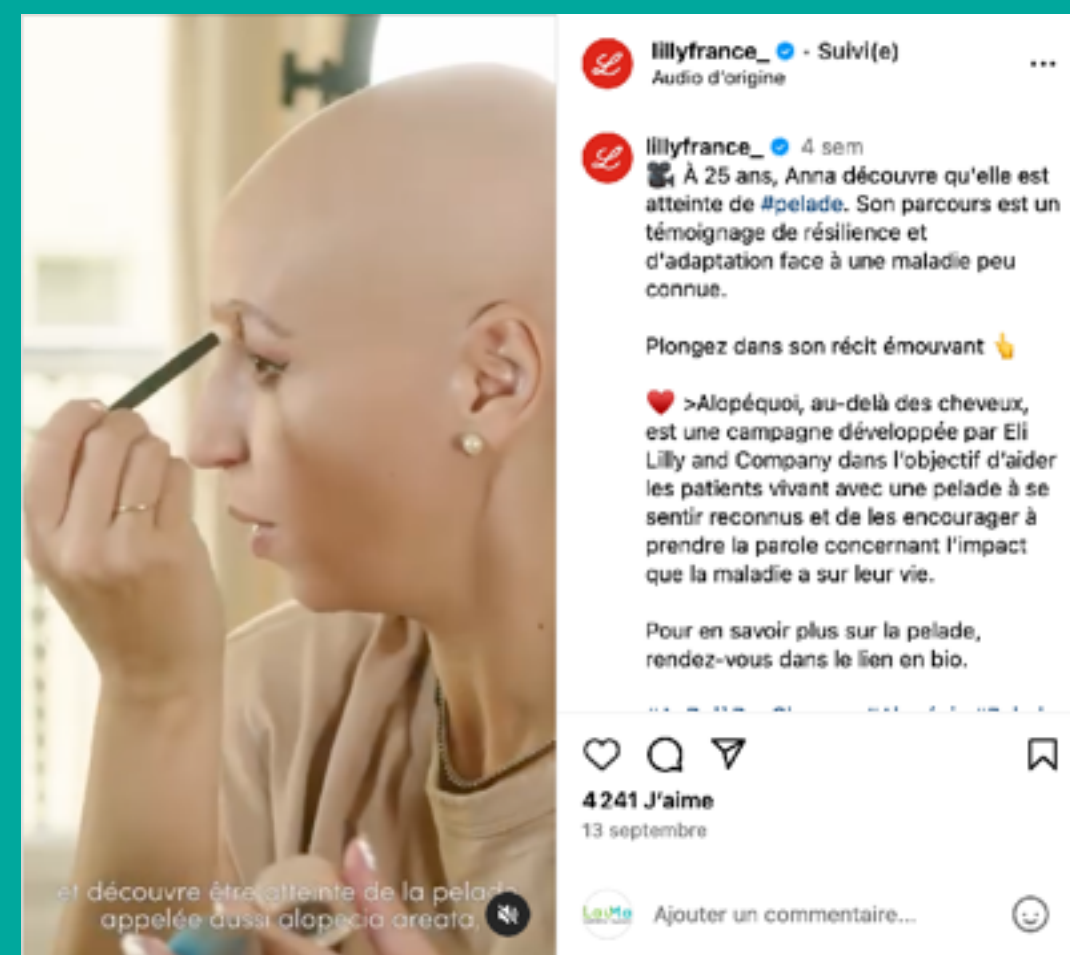 lillyfrance_ · Suivi(e)
Audio d'origine
lillyfrance_ 4 sem
🎥 À 25 ans, Anna découvre qu'elle est
atteinte de #pelade. Son parcours est un
témoignage de résilience et
d'adaptation face à une maladie peu
connue.
Plongez dans son récit émouvant 👆
♥️ >Alopéquoi, au-delà des cheveux,
est une campagne développée par Eli
Lilly and Company dans l'objectif d'aider
les patients vivant avec une pelade à se
sentir reconnus et de les encourager à
prendre la parole concernant l'impact
que la maladie a sur leur vie.
Pour en savoir plus sur la pelade,
rendez-vous dans le lien en bio.
4 241 J'aime
13 septembre
Ajouter un commentaire...
et découvre être atteinte de la pelade
appelée aussi alopecia areata,